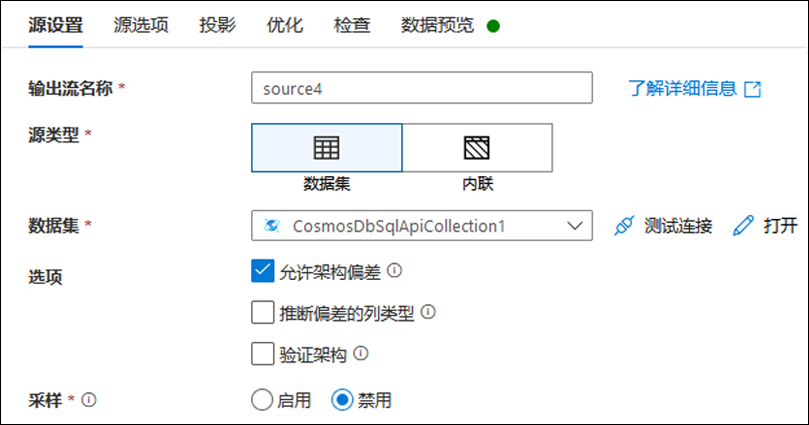 源设置 源选项 投影 优化 检查 数据预览
输出流名称 * source4 了解详细信息
源类型 *
数据集 内联
数据集 * CosmosDbSqlApiCollection1 测试连接 打开
选项 允许架构偏差
推断偏差的列类型
验证架构
采样 * 启用 禁用